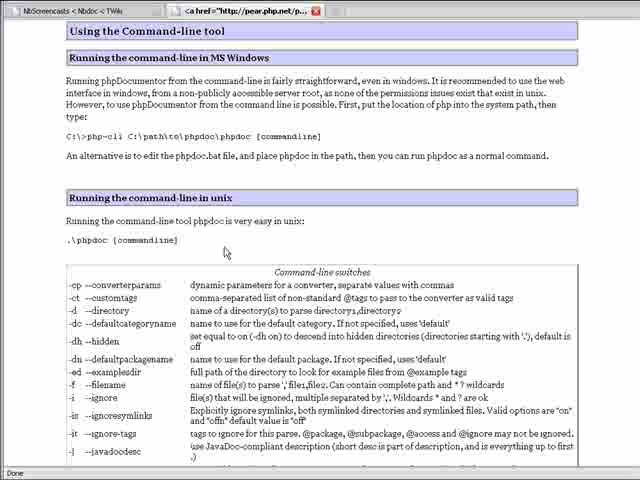 NbScreencasts < Nbdoc < TWiki
<a href="http://pear.php.net/p...
Using the Command-line tool
Running the command-line in MS Windows
Running phpDocumentor from the command-line is fairly straightforward, even in windows. It is recommended to use the web
interface in windows, from a non-publicly accessible server root, as none of the permissions issues exist that exist in unix.
However, to use phpDocumentor from the command line is possible. First, put the location of php into the system path, then
type:
C:\>php-cli C:\path\to\phpdoc\phpdoc [commandline]
An alternative is to edit the phpdoc.bat file, and place phpdoc in the path, then you can run phpdoc as a normal command.
Running the command-line in unix
Running the command-line tool phpdoc is very easy in unix:
.\phpdoc [commandline]
Command-line switches
-cp --converterparams dynamic parameters for a converter, separate values with commas
-ct --customtags comma-separated list of non-standard @tags to pass to the converter as valid tags
-d --directory name of a directory(s) to parse directory1,directory2
-dc --defaultcategoryname name to use for the default category. If not specified, uses 'default'
-dh --hidden set equal to on (-dh on) to descend into hidden directories (directories starting with '.'), default is
off
-dn --defaultpackagename name to use for the default package. If not specified, uses 'default'
-ed --examplesdir full path of the directory to look for example files from @example tags
-f --filename name of file(s) to parse ',' file1,file2. Can contain complete path and * ? wildcards
-i --ignore file(s) that will be ignored, multiple separated by ','. Wildcards * and ? are ok
-is --ignoresymlinks Explicitly ignore symlinks, both symlinked directories and symlinked files. Valid options are "on"
and "offn" default value is "off"
-it --ignore-tags tags to ignore for this parse. @package, @subpackage, @access and @ignore may not be ignored.
-j --javadocdesc use JavaDoc-compliant description (short desc is part of description, and is everything up to first
.)
Done